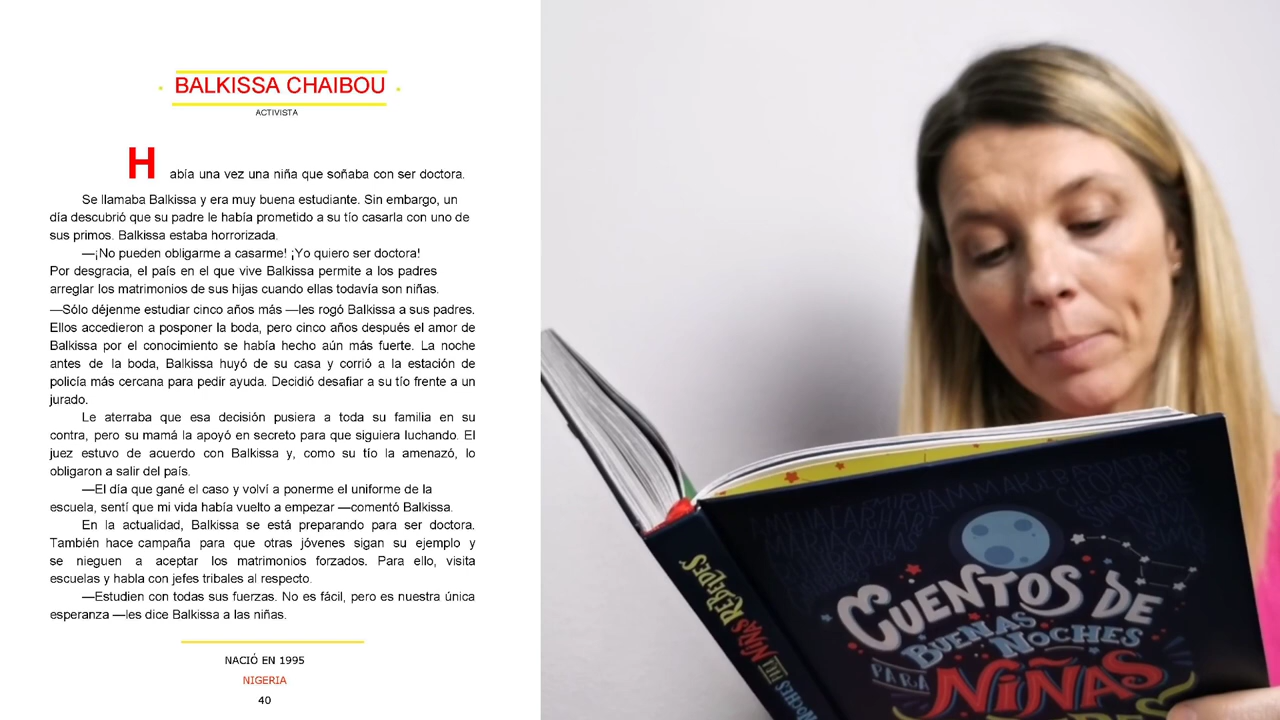 BALKISSA CHAIBOU
ACTIVISTA
Había una vez una niña que soñaba con ser doctora.
Se llamaba Balkissa y era muy buena estudiante. Sin embargo, un
día descubrió que su padre le había prometido a su tío casarla con uno de
sus primos. Balkissa estaba horrorizada.
—¡No pueden obligarme a casarme! ¡Yo quiero ser doctora!
Por desgracia, el país en el que vive Balkissa permite a los padres
arreglar los matrimonios de sus hijas cuando ellas todavía son niñas.
—Sólo déjenme estudiar cinco años más —les rogó Balkissa a sus padres.
Ellos accedieron a posponer la boda, pero cinco años después el amor de
Balkissa por el conocimiento se había hecho aún más fuerte. La noche
antes de la boda, Balkissa huyó de su casa y corrió a la estación de
policía más cercana para pedir ayuda. Decidió desafiar a su tío frente a un
jurado.
Le aterraba que esa decisión pusiera a toda su familia en su
contra, pero su mamá la apoyó en secreto para que siguiera luchando. El
juez estuvo de acuerdo con Balkissa y, como su tío la amenazó, lo
obligaron a salir del país.
—El día que gané el caso y volví a ponerme el uniforme de la
escuela, sentí que mi vida había vuelto a empezar —comentó Balkissa.
En la actualidad, Balkissa se está preparando para ser doctora.
También hace campaña para que otras jóvenes sigan su ejemplo y
se nieguen a aceptar los matrimonios forzados. Para ello, visita
escuelas y habla con jefes tribales al respecto.
—Estudien con todas sus fuerzas. No es fácil, pero es nuestra única
esperanza —les dice Balkissa a las niñas.
NACIÓ EN 1995
NIGERIA
40
CUENTOS DE
BUENAS
NOCHES
PARA
NIÑAS